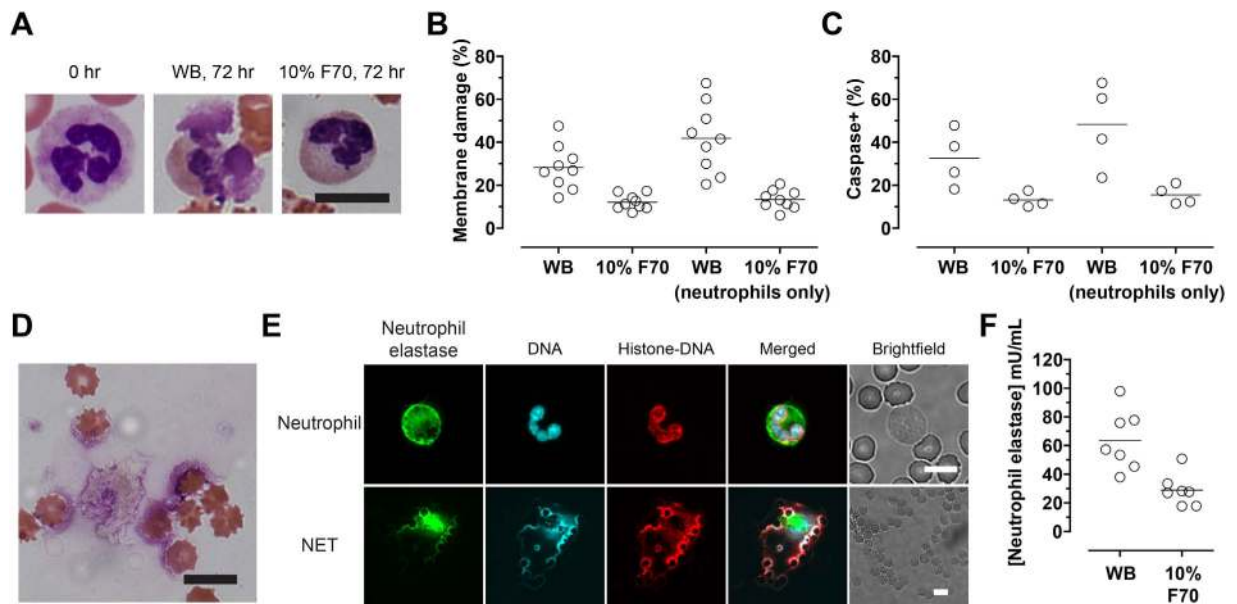 A
0 hr
WB, 72 hr
10% F70, 72 hr
B
Membrane damage (%)
80
60
40
20
0
WB
10% F70
WB
10% F70
(neutrophils only)
C
Caspase+ (%)
80
60
40
20
0
WB
10% F70
WB
10% F70
(neutrophils only)
D
E
Neutrophil
elastase
DNA
Histone-DNA
Merged
Brightfield
Neutrophil
NET
F
[Neutrophil elastase] mU/mL
120
100
80
60
40
20
0
WB
10%
F70